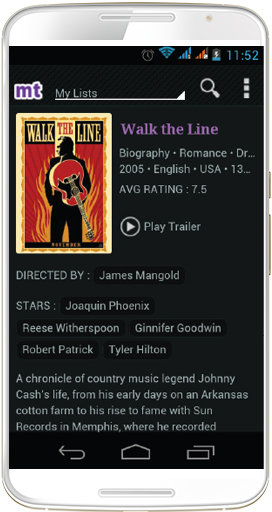 11:52
mt
My Lists
WALK THE LINE
NOVEMBER
Walk the Line
Biography • Romance • Dr...
2005 • English • USA • 13...
AVG RATING : 7.5
Play Trailer
DIRECTED BY : James Mangold
STARS : Joaquin Phoenix
Reese Witherspoon Ginnifer Goodwin
Robert Patrick Tyler Hilton
A chronicle of country music legend Johnny
Cash's life, from his early days on an Arkansas
cotton farm to his rise to fame with Sun
Records in Memphis, where he recorded